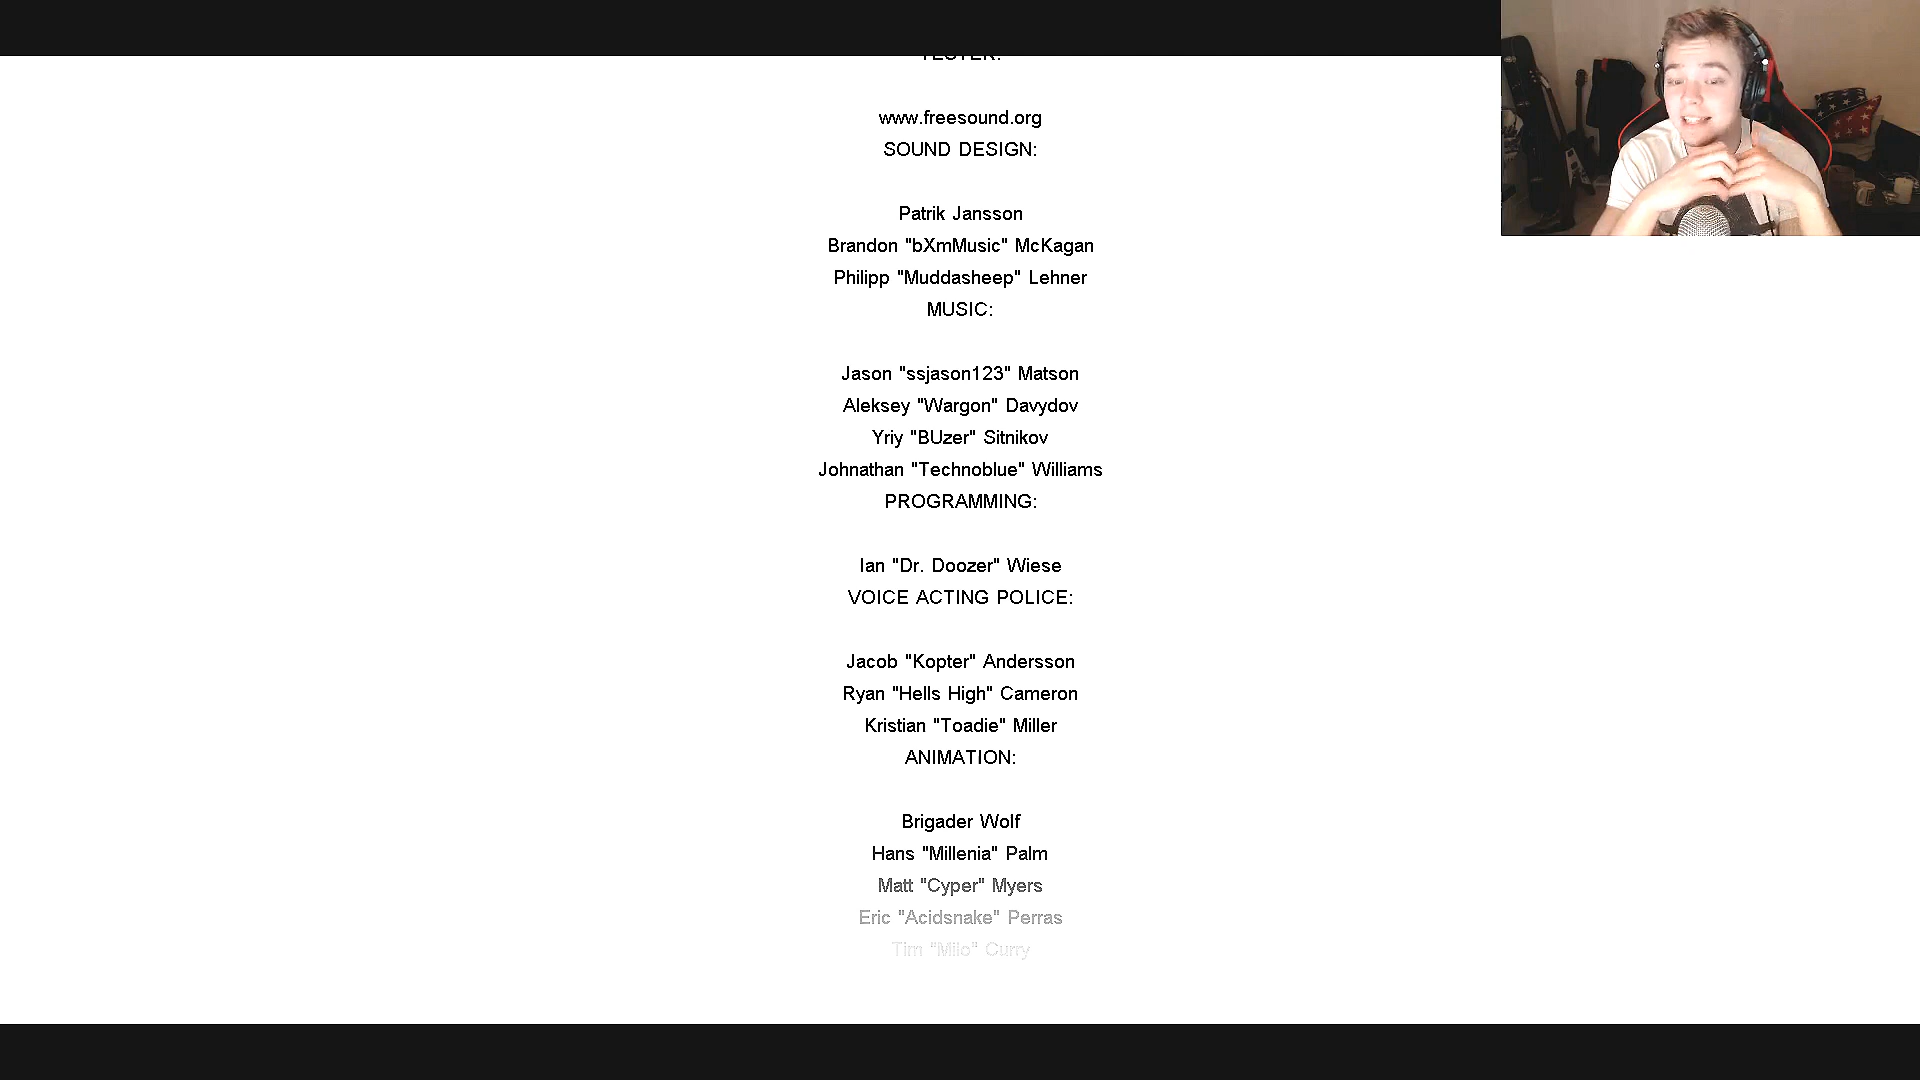 TESTER:
www.freesound.org
SOUND DESIGN:
Patrik Jansson
Brandon "bXmMusic" McKagan
Philipp "Muddasheep" Lehner
MUSIC:
Jason "ssjason123" Matson
Aleksey "Wargon" Davydov
Yriy "BUzer" Sitnikov
Johnathan "Technoblue" Williams
PROGRAMMING:
Ian "Dr. Doozer" Wiese
VOICE ACTING POLICE:
Jacob "Kopter" Andersson
Ryan "Hells High" Cameron
Kristian "Toadie" Miller
ANIMATION:
Brigader Wolf
Hans "Millenia" Palm
Matt "Cyper" Myers
Eric "Acidsnake" Perras
Tim "Milo" Curry